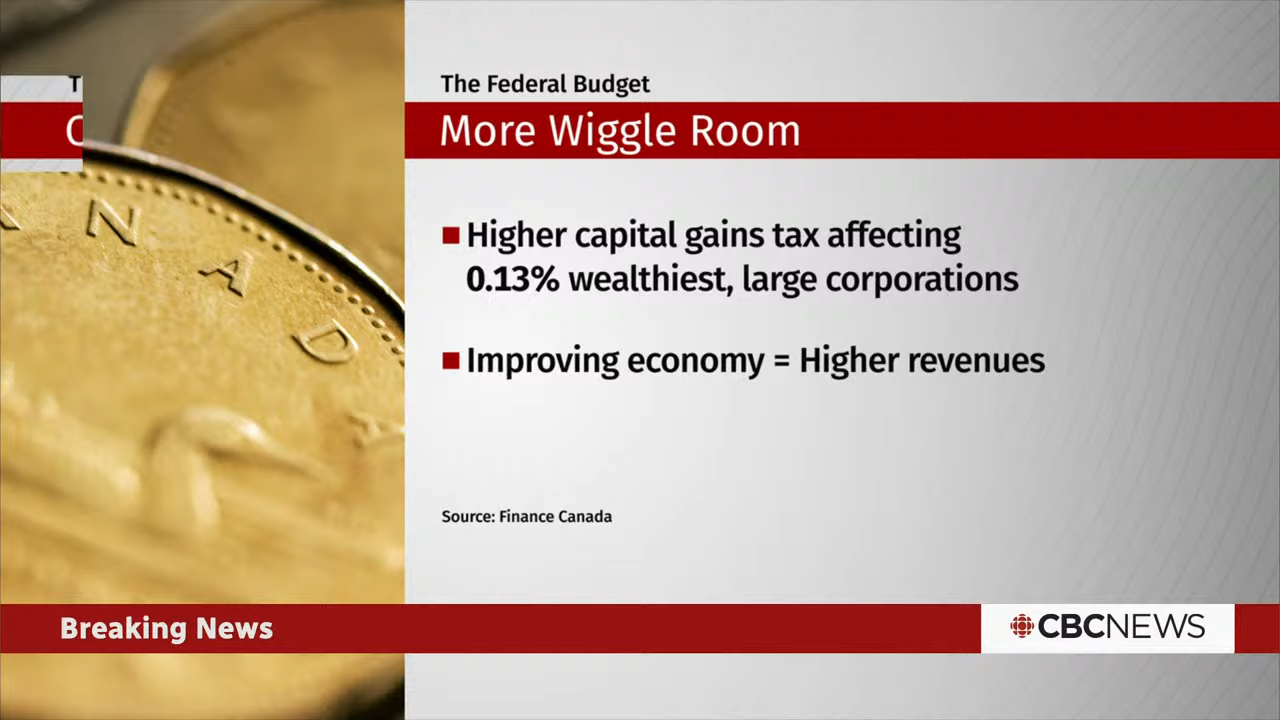 The Federal Budget
More Wiggle Room
Higher capital gains tax affecting
0.13% wealthiest, large corporations
Improving economy = Higher revenues
Source: Finance Canada
N A D A
Breaking News
CBCNEWS